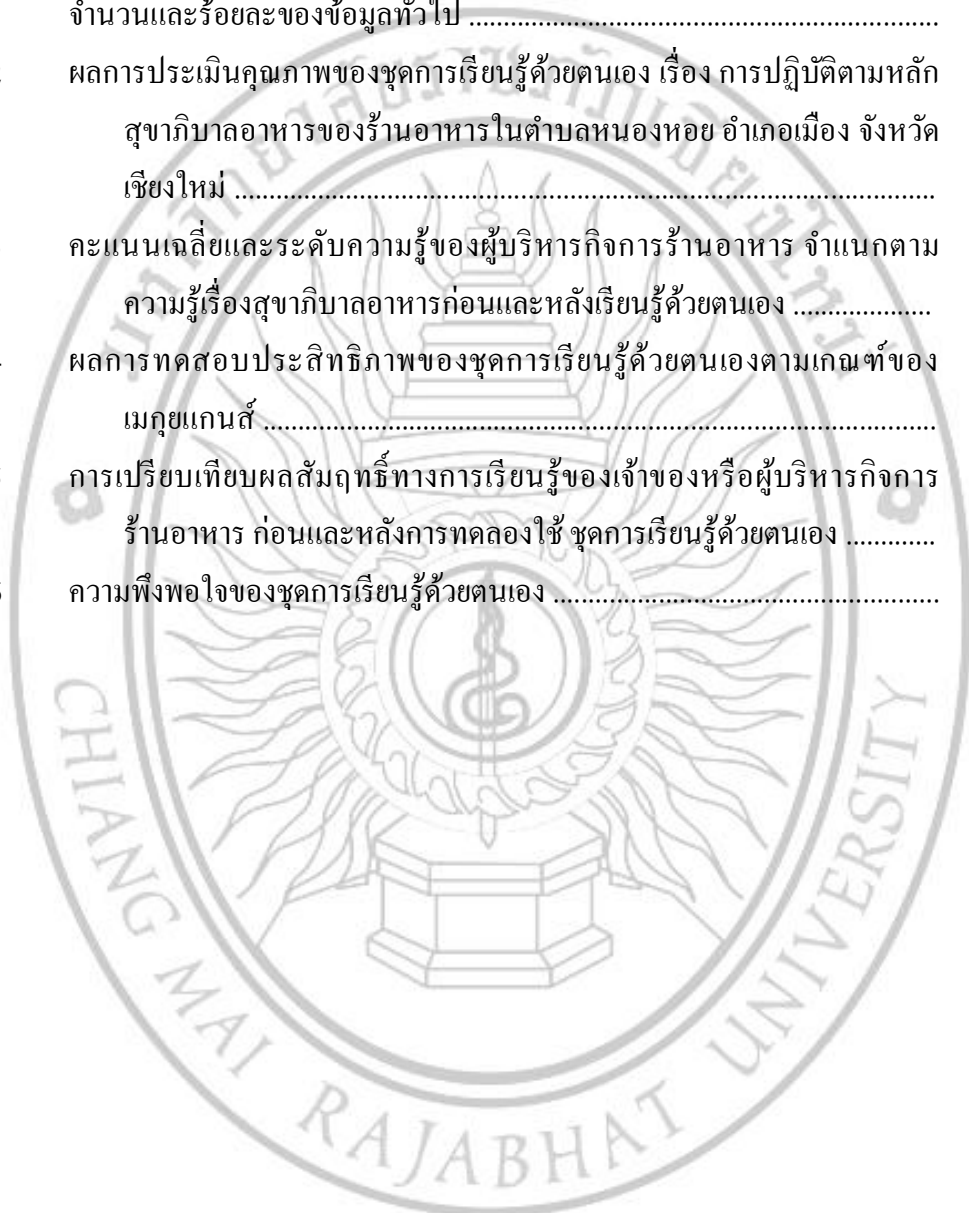 จำนวนและร้อยละของข้อมูลทั่วไป ....................................................................
ผลการประเมินคุณภาพของชุดการเรียนรู้ด้วยตนเอง เรื่อง การปฏิบัติตามหลัก
สุขาภิบาลอาหารของร้านอาหารในตำบลหนองหอย อำเภอเมือง จังหวัด
เชียงใหม่ .....................................................................................................
คะแนนเฉลี่ยและระดับความรู้ของผู้บริหารกิจการร้านอาหาร จำแนกตาม
ความรู้เรื่องสุขาภิบาลอาหารก่อนและหลังเรียนรู้ด้วยตนเอง ....................
ผลการทดสอบประสิทธิภาพของชุดการเรียนรู้ด้วยตนเองตามเกณฑ์ของ
เมกุยแกนส์ .................................................................................................
การเปรียบเทียบผลสัมฤทธิ์ทางการเรียนรู้ของเจ้าของหรือผู้บริหารกิจการ
ร้านอาหาร ก่อนและหลังการทดลองใช้ ชุดการเรียนรู้ด้วยตนเอง .............
ความพึงพอใจของชุดการเรียนรู้ด้วยตนเอง ........................................................
มหาวิทยาลัยราชภัฏเชียงใหม่
CHIANG MAI RAJABHAT UNIVERSITY